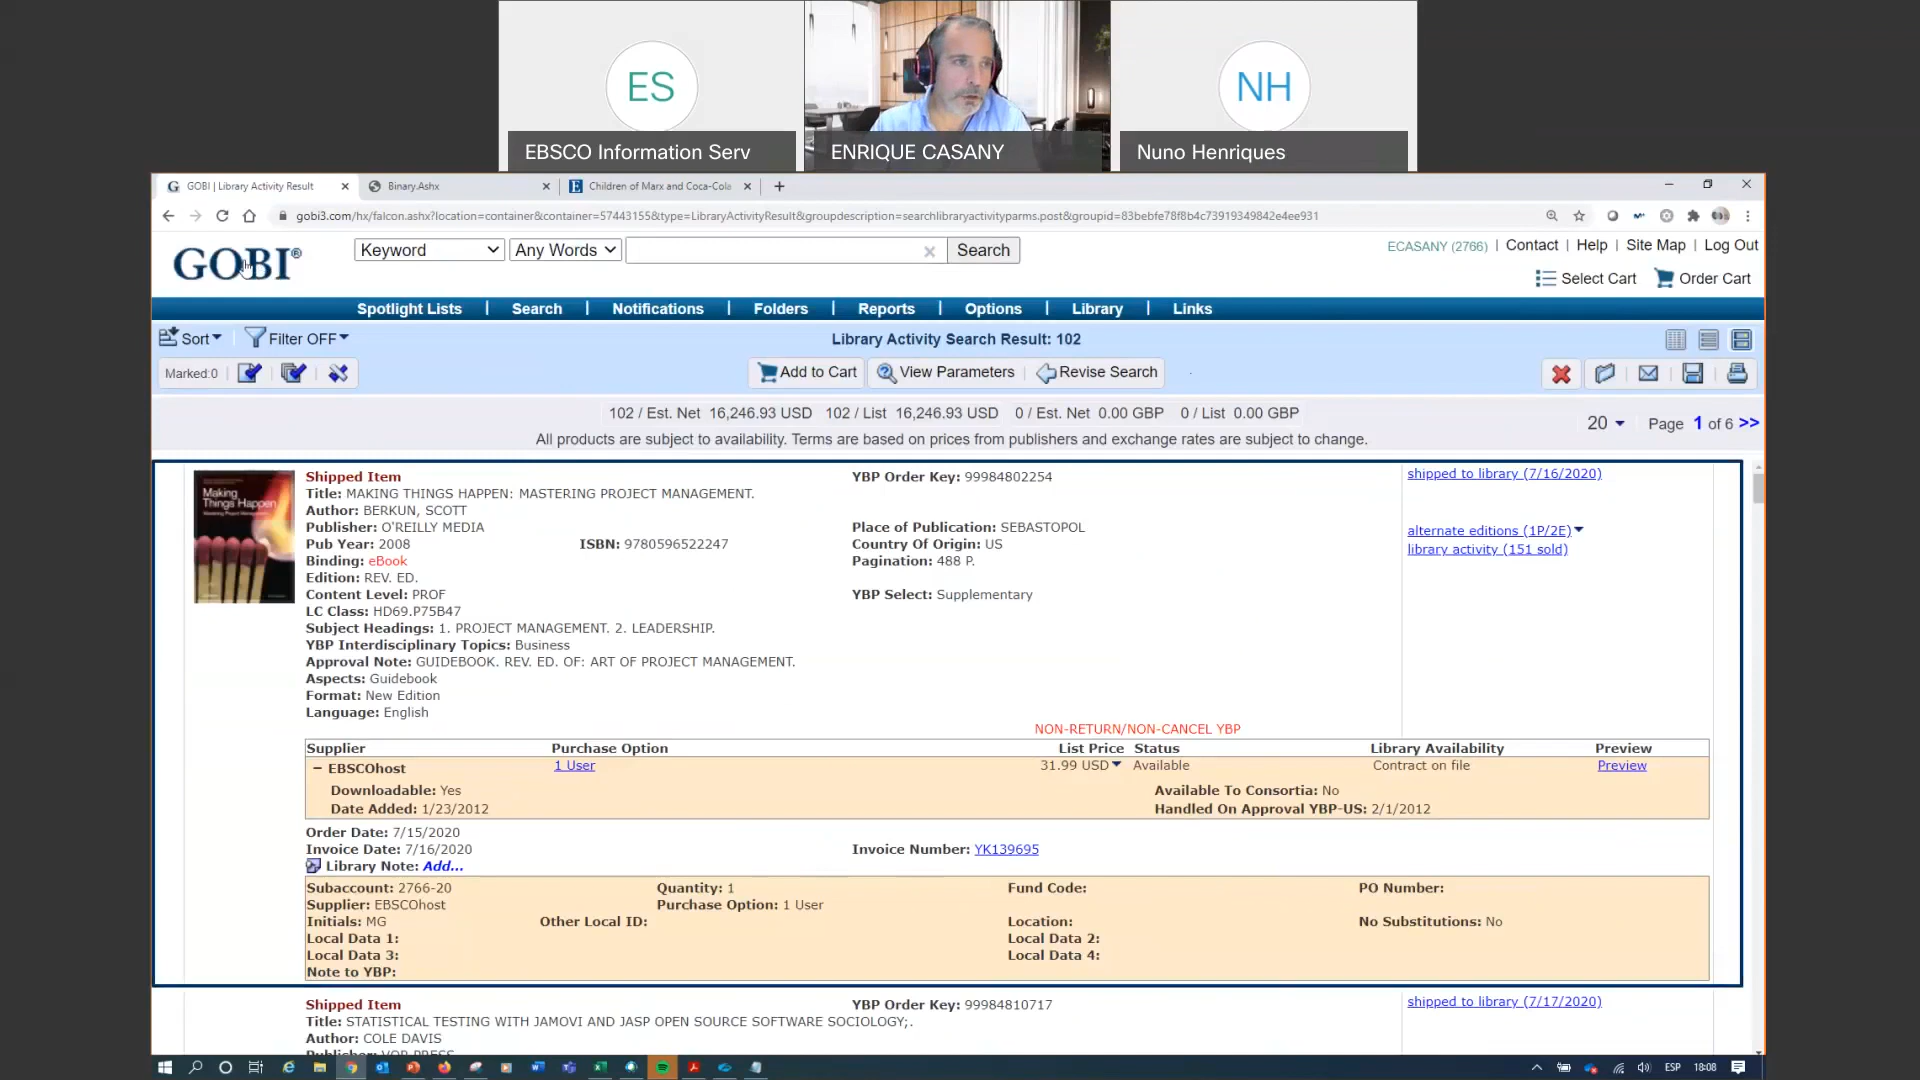 ES
NH
EBSCO Information Serv
ENRIQUE CASANY
Nuno Henriques
GOBI | Library Activity Result
Binary.Ashx
Children of Marx and Coca-Cola
gobi3.com/hx/falcon.ashx?location=container&container=57443155&type=LibraryActivityResult&groupdescription=searchlibraryactivityparms.post&groupid=83bebfe78f8b4c73919349842e4ee931
GOBI®
Keyword
Any Words
Search
ECASANY (2766) | Contact | Help | Site Map | Log Out
Select Cart
Order Cart
Spotlight Lists | Search | Notifications | Folders | Reports | Options | Library | Links
Sort
Filter OFF
Library Activity Search Result: 102
Marked:0
Add to Cart
View Parameters
Revise Search
102 / Est. Net 16,246.93 USD 102 / List 16,246.93 USD 0 / Est. Net 0.00 GBP 0 / List 0.00 GBP
All products are subject to availability. Terms are based on prices from publishers and exchange rates are subject to change.
20
Page 1 of 6 >>
Making Things Happen
Shipped Item
YBP Order Key: 99984802254
shipped to library (7/16/2020)
Title: MAKING THINGS HAPPEN: MASTERING PROJECT MANAGEMENT.
Author: BERKUN, SCOTT
Publisher: O'REILLY MEDIA
Place of Publication: SEBASTOPOL
alternate editions (1P/2E)
Pub Year: 2008
ISBN: 9780596522247
Country Of Origin: US
library activity (151 sold)
Binding: eBook
Pagination: 488 P.
Edition: REV. ED.
Content Level: PROF
YBP Select: Supplementary
LC Class: HD69.P75B47
Subject Headings: 1. PROJECT MANAGEMENT. 2. LEADERSHIP.
YBP Interdisciplinary Topics: Business
Approval Note: GUIDEBOOK. REV. ED. OF: ART OF PROJECT MANAGEMENT.
Aspects: Guidebook
Format: New Edition
Language: English
NON-RETURN/NON-CANCEL YBP
Supplier Purchase Option List Price Status Library Availability Preview
− EBSCOhost 1 User 31.99 USD Available Contract on file Preview
Downloadable: Yes
Available To Consortia: No
Date Added: 1/23/2012
Handled On Approval YBP-US: 2/1/2012
Order Date: 7/15/2020
Invoice Date: 7/16/2020
Invoice Number: YK139695
Library Note: Add...
Subaccount: 2766-20 Quantity: 1 Fund Code: PO Number:
Supplier: EBSCOhost Purchase Option: 1 User
Initials: MG Other Local ID: Location: No Substitutions: No
Local Data 1: Local Data 2:
Local Data 3: Local Data 4:
Note to YBP:
Shipped Item
YBP Order Key: 99984810717
shipped to library (7/17/2020)
Title: STATISTICAL TESTING WITH JAMOVI AND JASP OPEN SOURCE SOFTWARE SOCIOLOGY;.
Author: COLE DAVIS
Publisher: VOR PRESS
ESP
18:08